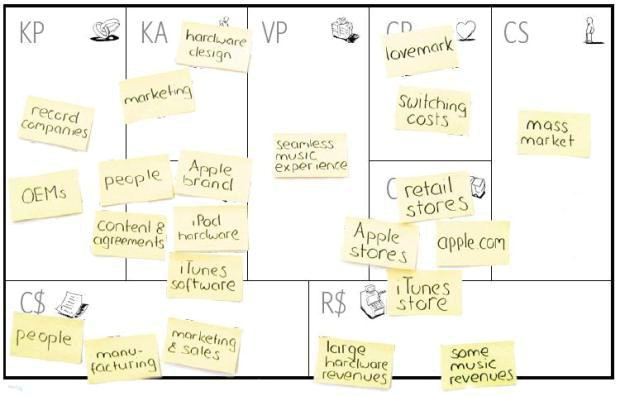 KP
record
companies
OEMs
KA
hardware
design
marketing
people
Apple
brand
content &
agreements
iPod
hardware
iTunes
software
VP
seamless
music
experience
CR
lovemark
switching
costs
C
retail
stores
Apple
stores
apple.com
iTunes
store
CS
mass
market
C$
people
manu-
facturing
marketing
& sales
R$
large
hardware
revenues
some
music
revenues